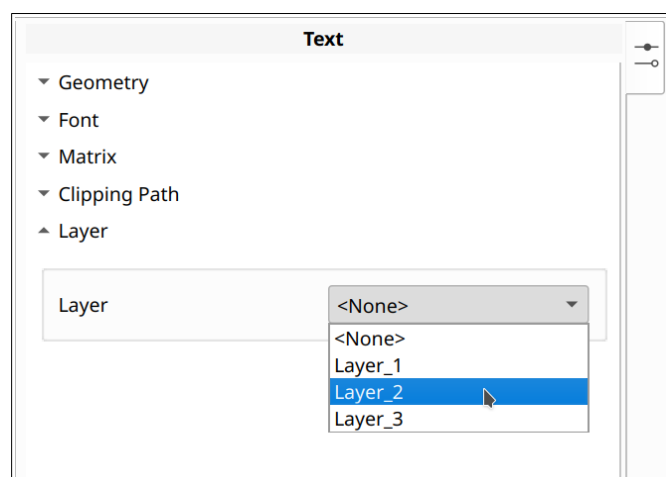 Text
Geometry
Font
Matrix
Clipping Path
Layer
Layer <None>
<None>
Layer_1
Layer_2
Layer_3